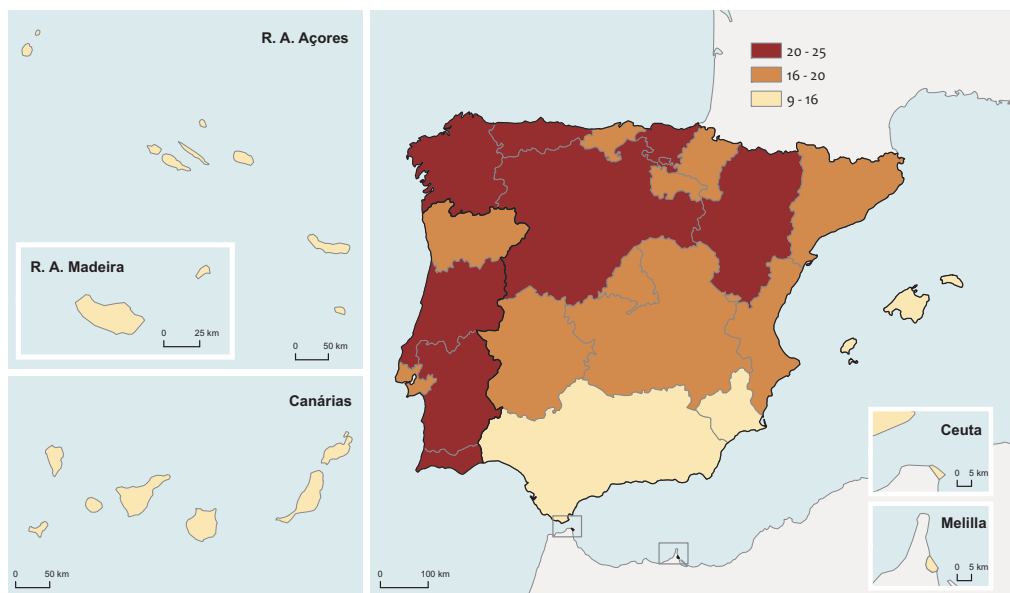 R. A. Açores
R. A. Madeira
0 25 km
0 50 km
Canárias
0 50 km
20 - 25
16 - 20
9 - 16
0 100 km
Ceuta
0 5 km
Melilla
0 5 km